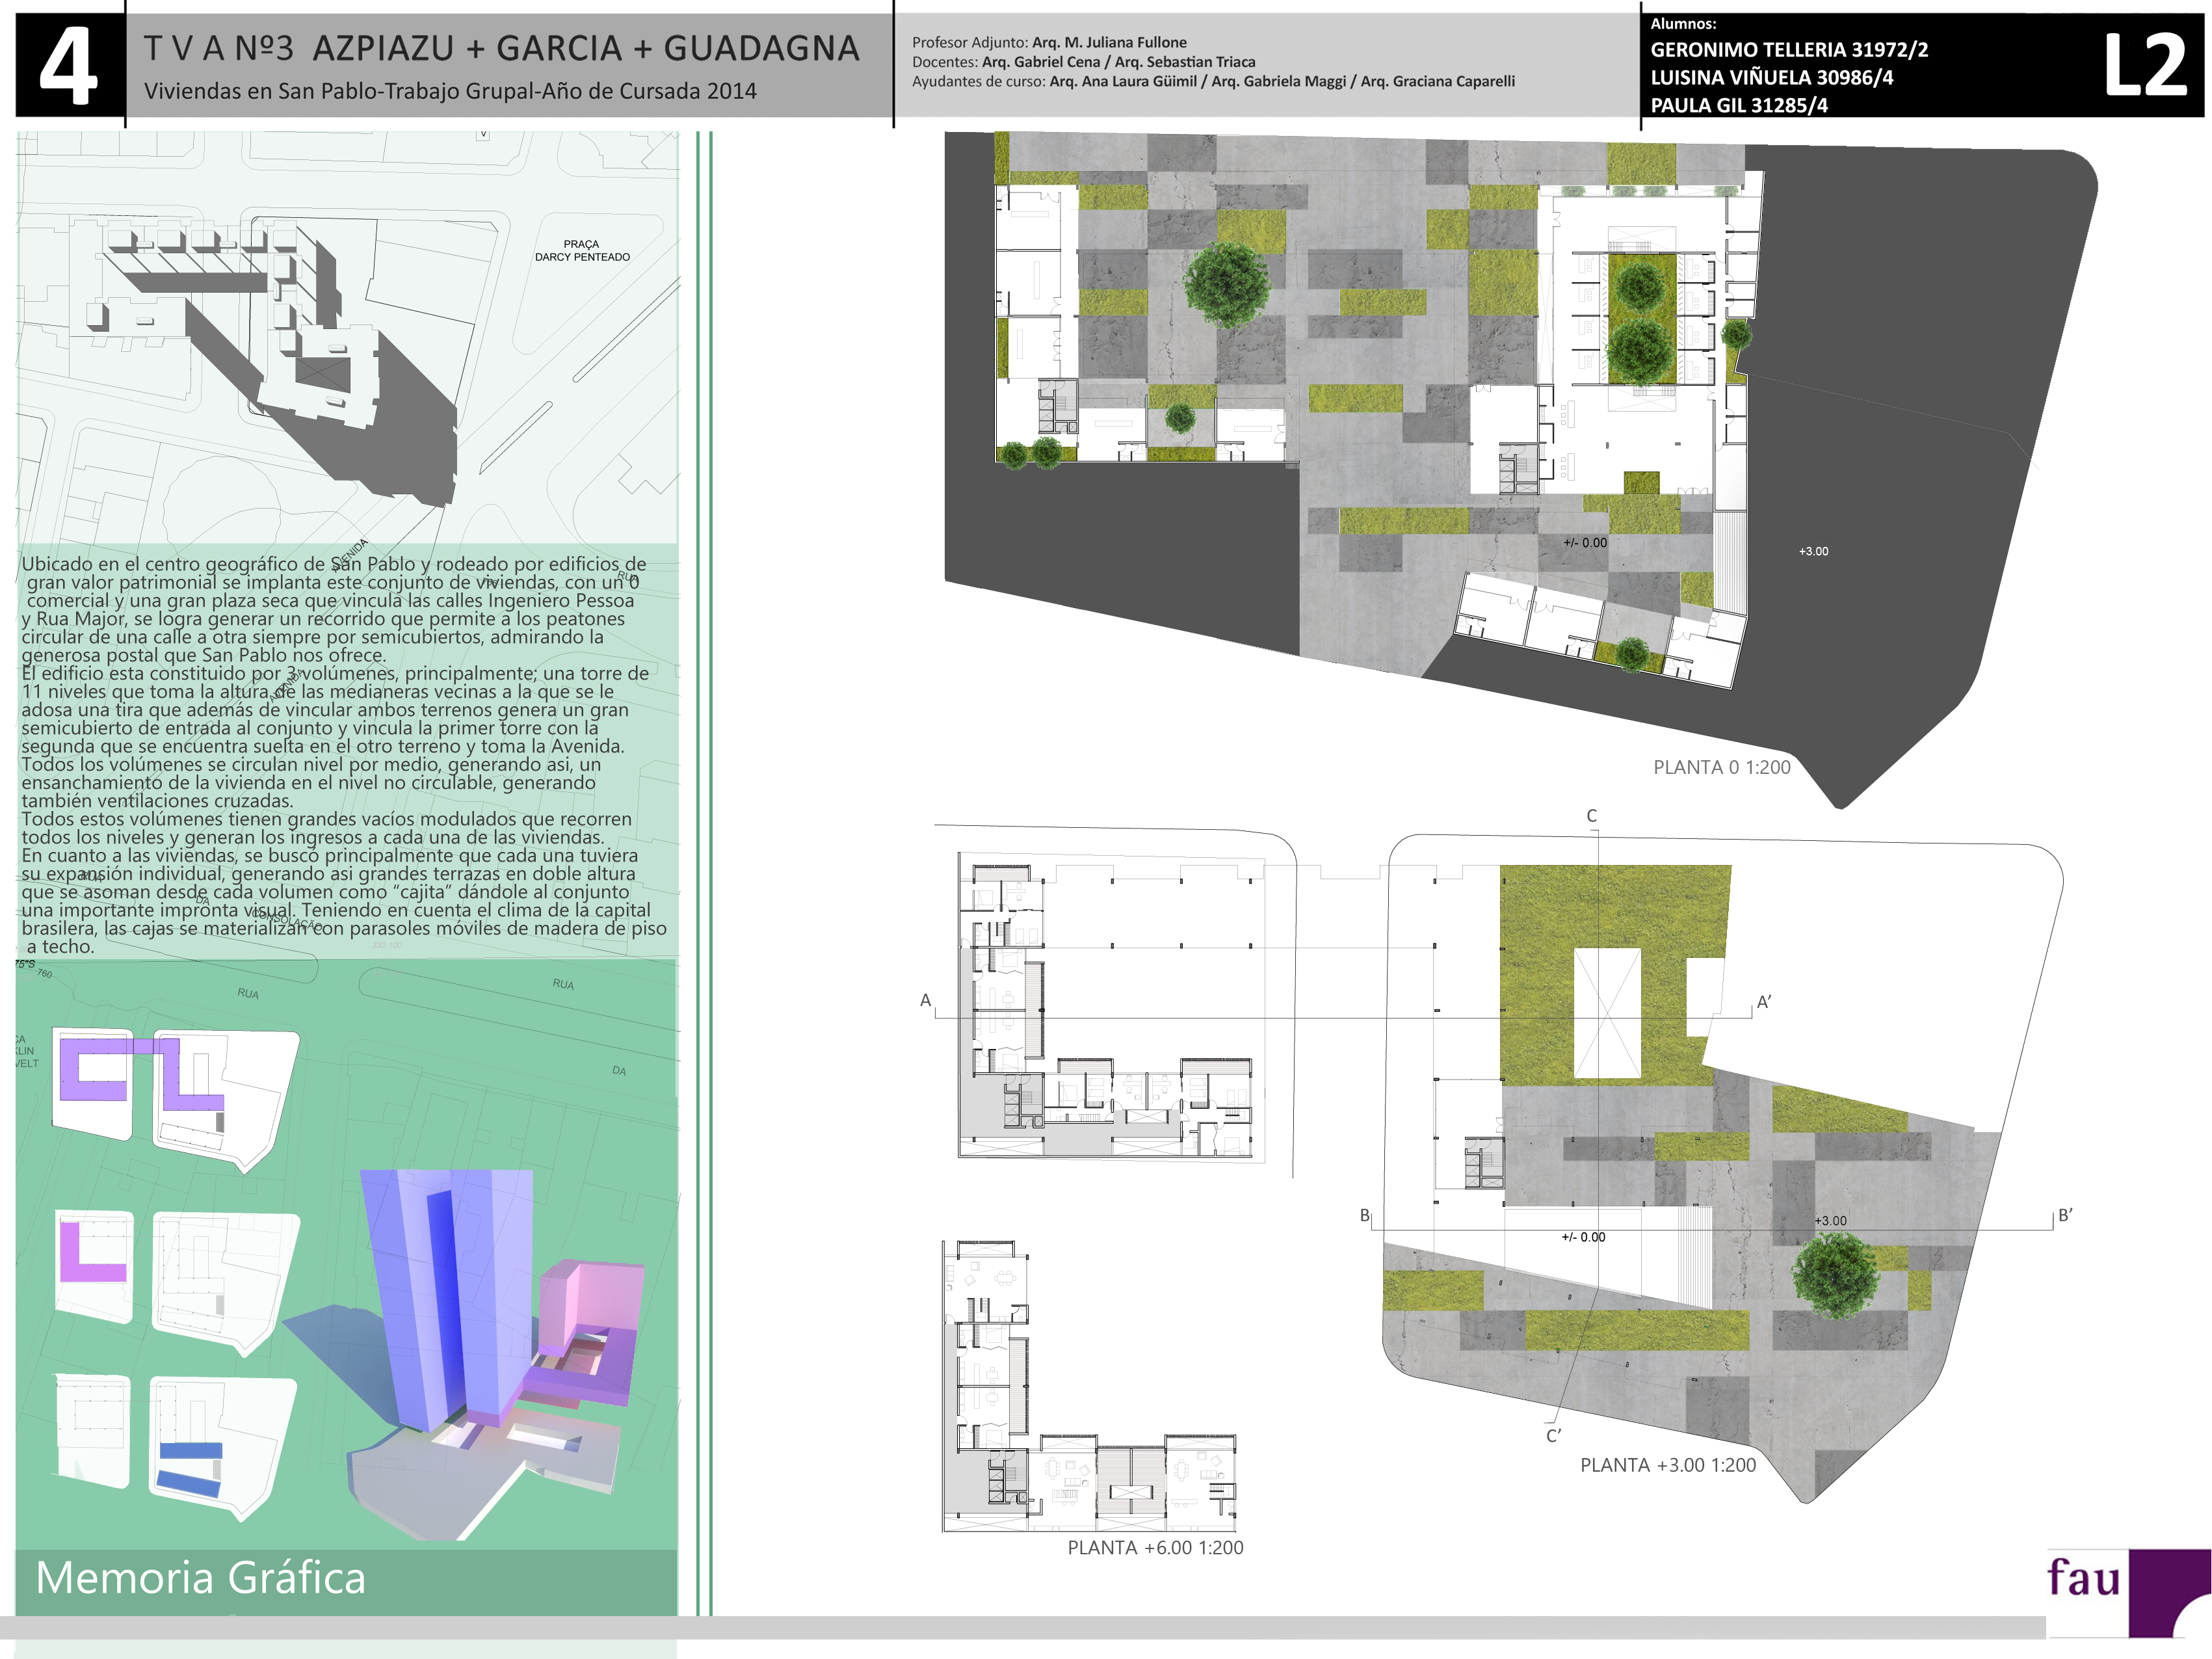 4
T V A Nº3 AZPIAZU + GARCIA + GUADAGNA
Viviendas en San Pablo-Trabajo Grupal-Año de Cursada 2014
Profesor Adjunto: Arq. M. Juliana Fullone
Docentes: Arq. Gabriel Cena / Arq. Sebastian Triaca
Ayudantes de curso: Arq. Ana Laura Güimil / Arq. Gabriela Maggi / Arq. Graciana Caparelli
Alumnos:
GERONIMO TELLERIA 31972/2
LUISINA VIÑUELA 30986/4
PAULA GIL 31285/4
L2
V
PRAÇA
DARCY PENTEADO
AVENIDA
RUA
Ubicado en el centro geográfico de San Pablo y rodeado por edificios de
gran valor patrimonial se implanta este conjunto de viviendas, con un 0
comercial y una gran plaza seca que vincula las calles Ingeniero Pessoa
y Rua Major, se logra generar un recorrido que permite a los peatones
circular de una calle a otra siempre por semicubiertos, admirando la
generosa postal que San Pablo nos ofrece.
El edificio esta constituido por 3 volúmenes, principalmente; una torre de
11 niveles que toma la altura de las medianeras vecinas a la que se le
adosa una tira que además de vincular ambos terrenos genera un gran
semicubierto de entrada al conjunto y vincula la primer torre con la
segunda que se encuentra suelta en el otro terreno y toma la Avenida.
Todos los volúmenes se circulan nivel por medio, generando asi, un
ensanchamiento de la vivienda en el nivel no circulable, generando
también ventilaciones cruzadas.
Todos estos volúmenes tienen grandes vacíos modulados que recorren
todos los niveles y generan los ingresos a cada una de las viviendas.
En cuanto a las viviendas, se buscó principalmente que cada una tuviera
su expansión individual, generando asi grandes terrazas en doble altura
que se asoman desde cada volumen como “cajita” dándole al conjunto
una importante impronta visual. Teniendo en cuenta el clima de la capital
brasilera, las cajas se materializan con parasoles móviles de madera de piso
a techo.
AVENIDA
RUA
DA
CONSOLAÇÃO
332 100
75"S
760
RUA
RUA
ÇA
KLIN
VELT
DA
Memoria Gráfica
+/- 0.00
+3.00
PLANTA 0 1:200
C
A
A’
B
B’
+3.00
+/- 0.00
C’
PLANTA +3.00 1:200
PLANTA +6.00 1:200
fau